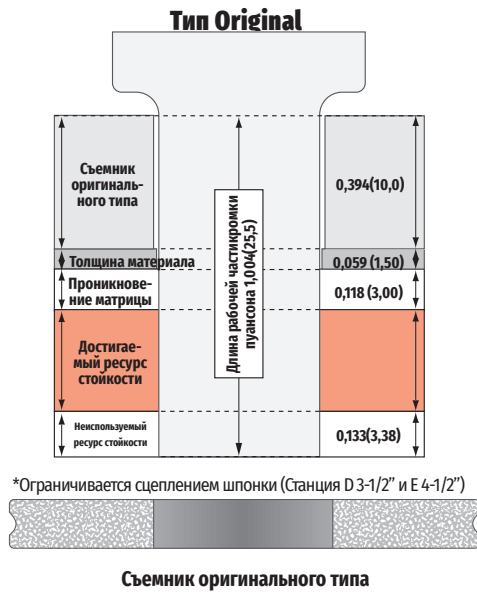 Тип Original
Съемник
оригиналь-
ного типа
0,394(10,0)
Толщина материала
0,059 (1,50)
Проникнове-
ние матрицы
0,118 (3,00)
Длина рабочей частикромки
пуансона 1,004(25,5)
Достигае-
мый ресурс
стойкости
Неиспользуемый
ресурс стойкости
0,133(3,38)
*Ограничивается сцеплением шпонки (Станция D 3-1/2” и E 4-1/2”)
Съемник оригинального типа